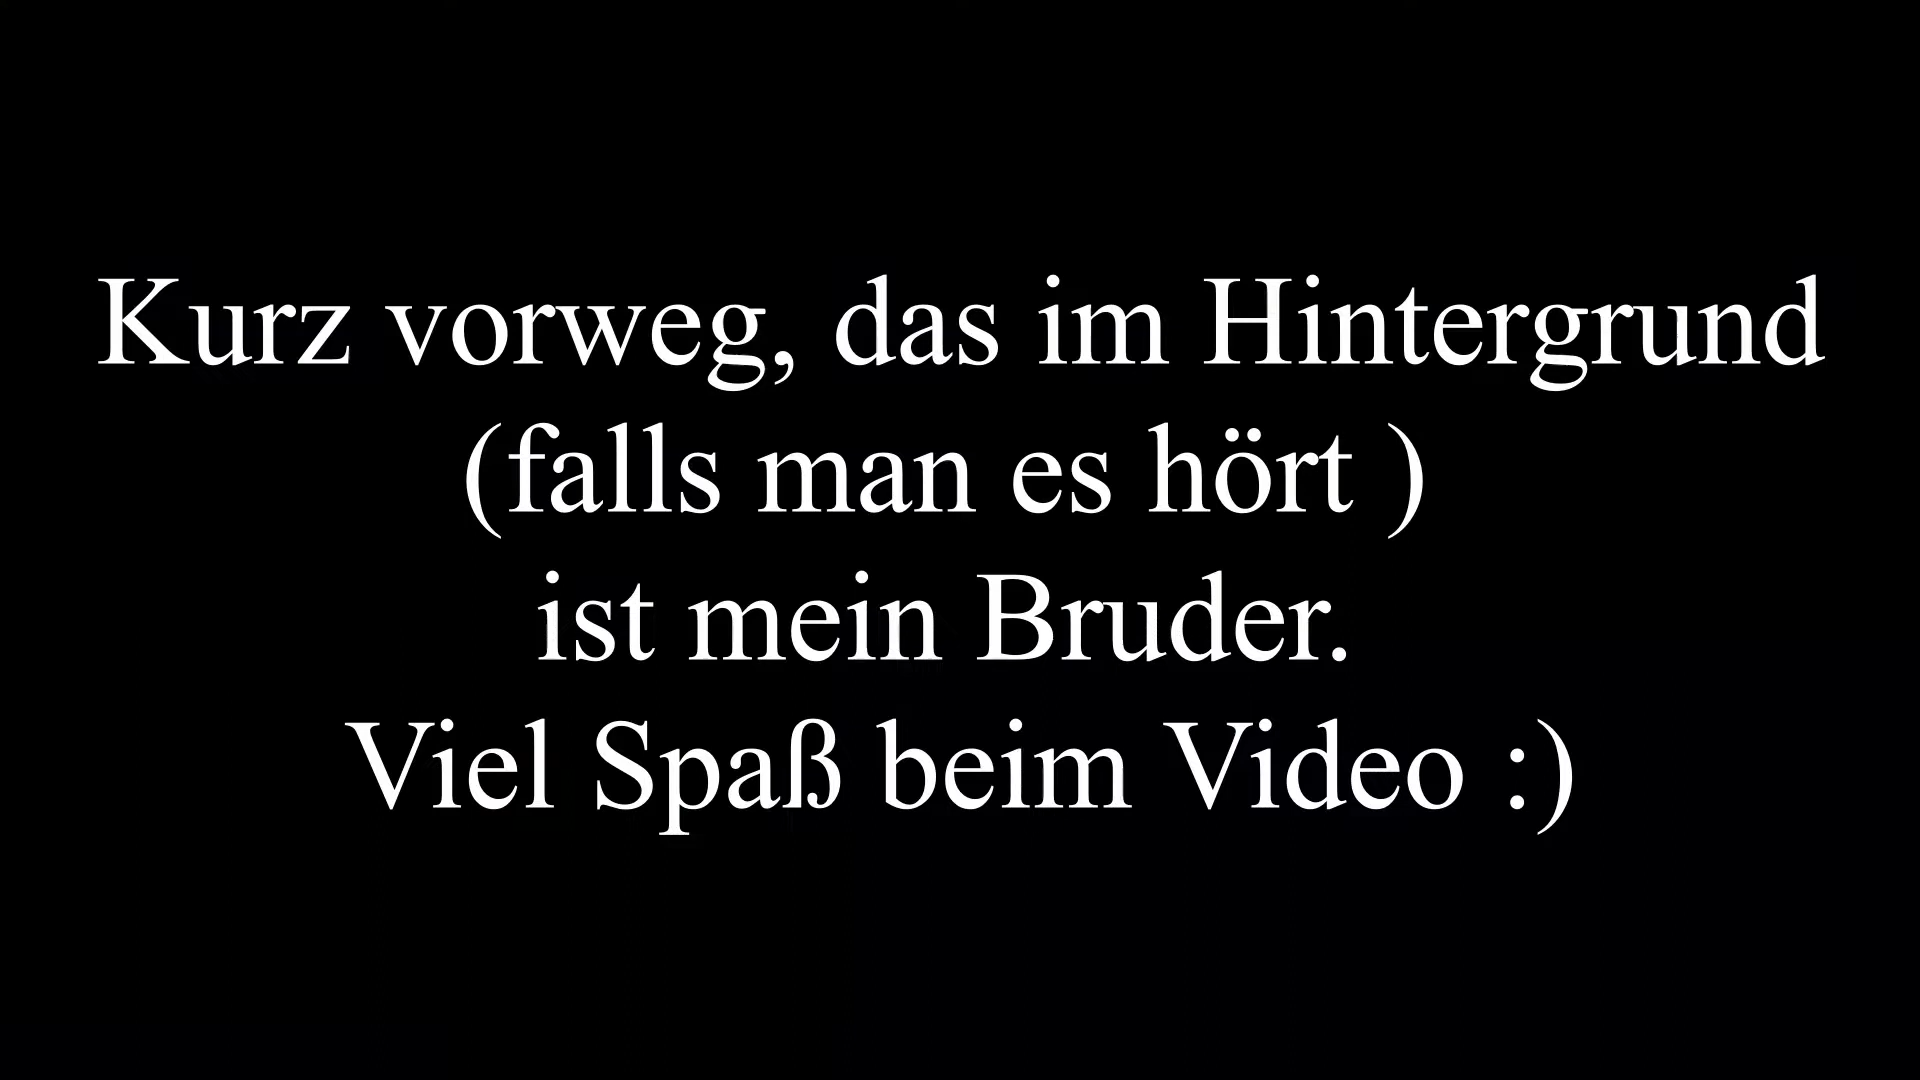 Kurz vorweg, das im Hintergrund
(falls man es hört )
ist mein Bruder.
Viel Spaß beim Video :)